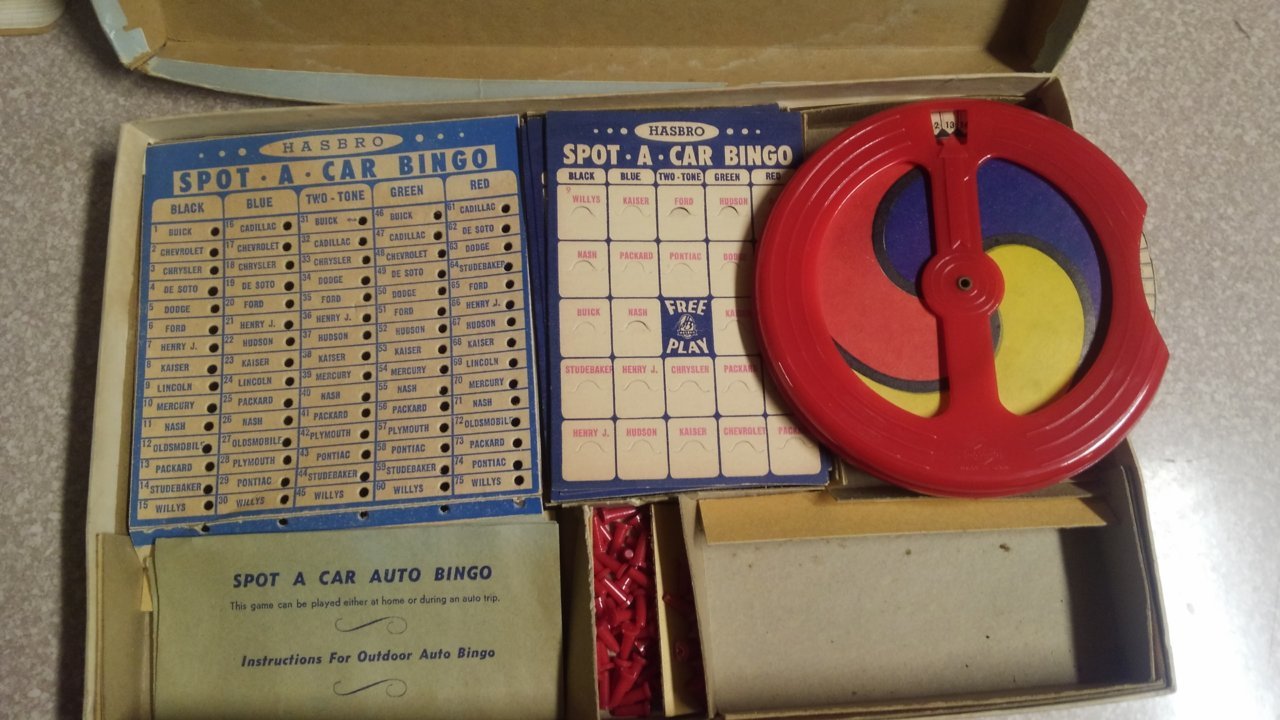 HASBRO
SPOT · A · CAR BINGO
BLACK BLUE TWO-TONE GREEN RED
1 BUICK 16 CADILLAC 31 BUICK 46 BUICK 61 CADILLAC
2 CHEVROLET 17 CHEVROLET 32 CADILLAC 47 CADILLAC 62 DE SOTO
3 CHRYSLER 18 CHRYSLER 33 CHRYSLER 48 CHEVROLET 63 DODGE
4 DE SOTO 19 DE SOTO 34 DODGE 49 DE SOTO 64 STUDEBAKER
5 DODGE 20 FORD 35 FORD 50 DODGE 65 FORD
6 FORD 21 HENRY J. 36 HENRY J. 51 FORD 66 HENRY J.
7 HENRY J. 22 HUDSON 37 HUDSON 52 HUDSON 67 HUDSON
8 KAISER 23 KAISER 38 KAISER 53 KAISER 68 KAISER
9 LINCOLN 24 LINCOLN 39 MERCURY 54 MERCURY 69 LINCOLN
10 MERCURY 25 PACKARD 40 NASH 55 NASH 70 MERCURY
11 NASH 26 NASH 41 PACKARD 56 PACKARD 71 NASH
12 OLDSMOBILE 27 OLDSMOBILE 42 PLYMOUTH 57 PLYMOUTH 72 OLDSMOBILE
13 PACKARD 28 PLYMOUTH 43 PONTIAC 58 PONTIAC 73 PACKARD
14 STUDEBAKER 29 PONTIAC 44 STUDEBAKER 59 STUDEBAKER 74 PONTIAC
15 WILLYS 30 WILLYS 45 WILLYS 60 WILLYS 75 WILLYS
HASBRO
SPOT · A · CAR BINGO
BLACK BLUE TWO-TONE GREEN RED
9
WILLYS KAISER FORD HUDSON
NASH PACKARD PONTIAC DODG
BUICK NASH FREE PLAY KAI
STUDEBAKER HENRY J. CHRYSLER PACKAR
HENRY J. HUDSON KAISER CHEVROLET PACK
2 13
SPOT A CAR AUTO BINGO
This game can be played either at home or during an auto trip.
Instructions For Outdoor Auto Bingo